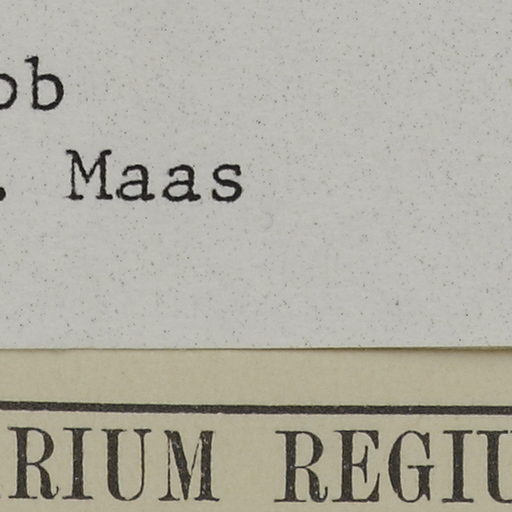 ob
. Maas
RIUM REGIU